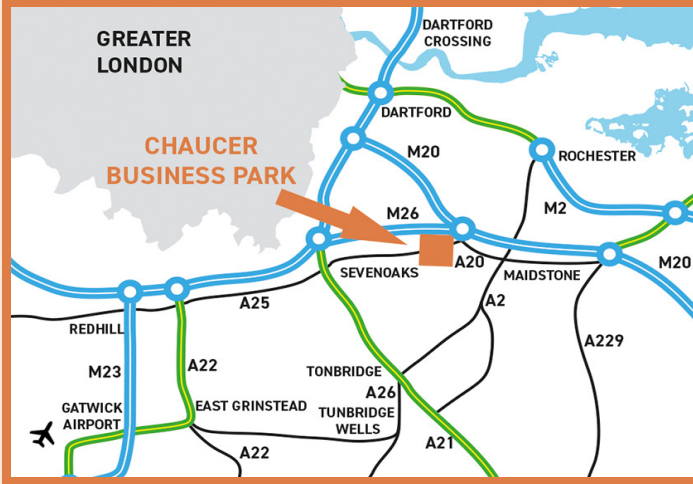 GREATER
LONDON
DARTFORD
CROSSING
DARTFORD
CHAUCER
BUSINESS PARK
M20
ROCHESTER
M26
M2
SEVENOAKS
A20
MAIDSTONE
M20
A25
A2
REDHILL
A229
M23
A22
TONBRIDGE
A26
GATWICK
AIRPORT
EAST GRINSTEAD
TUNBRIDGE
WELLS
A22
A21